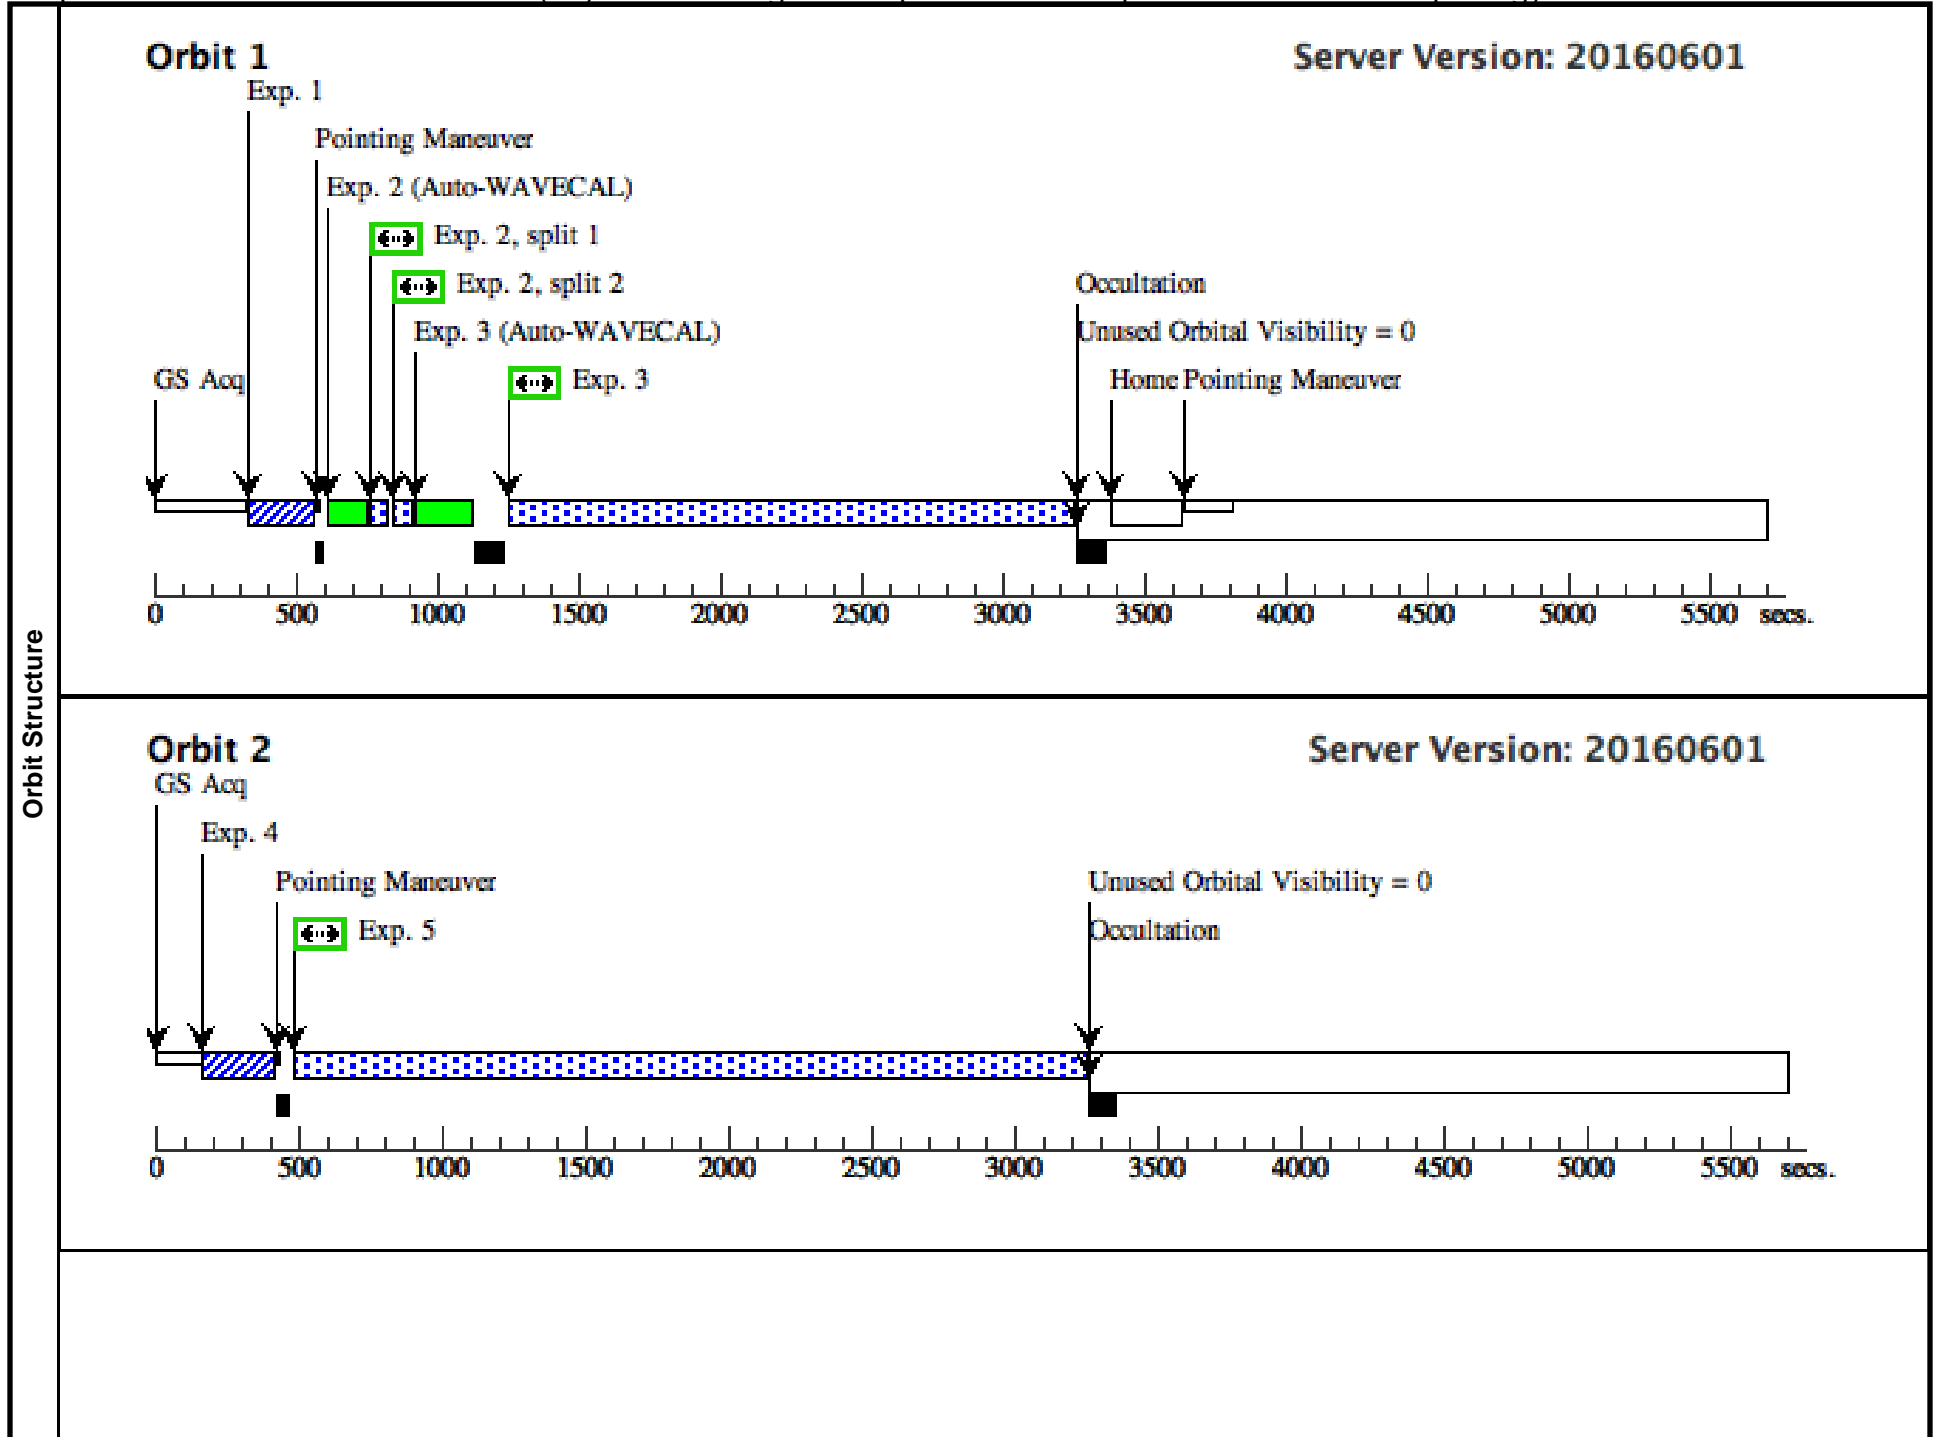 Orbit Structure
Orbit 1 Server Version: 20160601
Exp. 1
Pointing Maneuver
Exp. 2 (Auto-WAVECAL)
Exp. 2, split 1
Exp. 2, split 2 Occultation
Exp. 3 (Auto-WAVECAL) Unused Orbital Visibility = 0
GS Acq Exp. 3 Home Pointing Maneuver
0 500 1000 1500 2000 2500 3000 3500 4000 4500 5000 5500 secs.
Orbit 2 Server Version: 20160601
GS Acq
Exp. 4
Pointing Maneuver Unused Orbital Visibility = 0
Exp. 5 Occultation
0 500 1000 1500 2000 2500 3000 3500 4000 4500 5000 5500 secs.